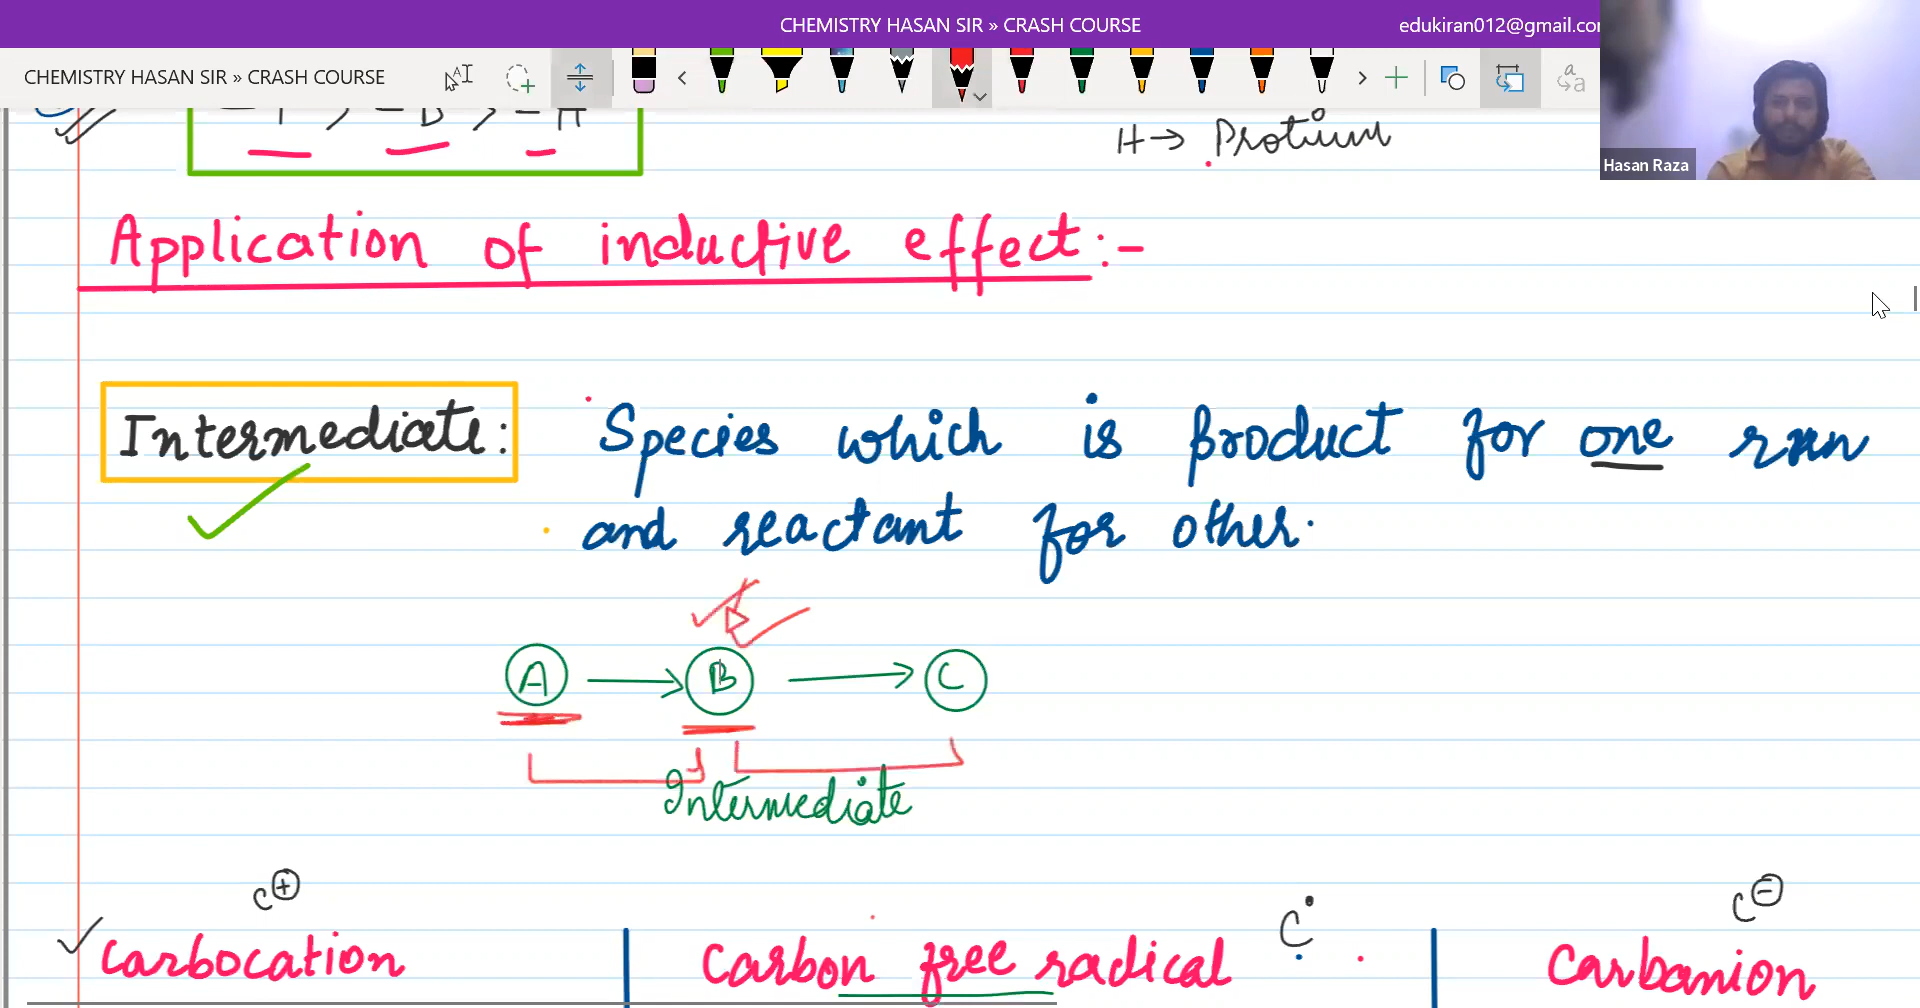 CHEMISTRY HASAN SIR » CRASH COURSE
edukiran012@gmail.co
CHEMISTRY HASAN SIR » CRASH COURSE
H → Protium
Hasan Raza
Application of inductive effect:-
Intermediate: Species which is product for one rxn
and reactant for other.
A → B → C
Intermediate
C⊕ C• C⊖
Carbocation Carbon free radical Carbanion